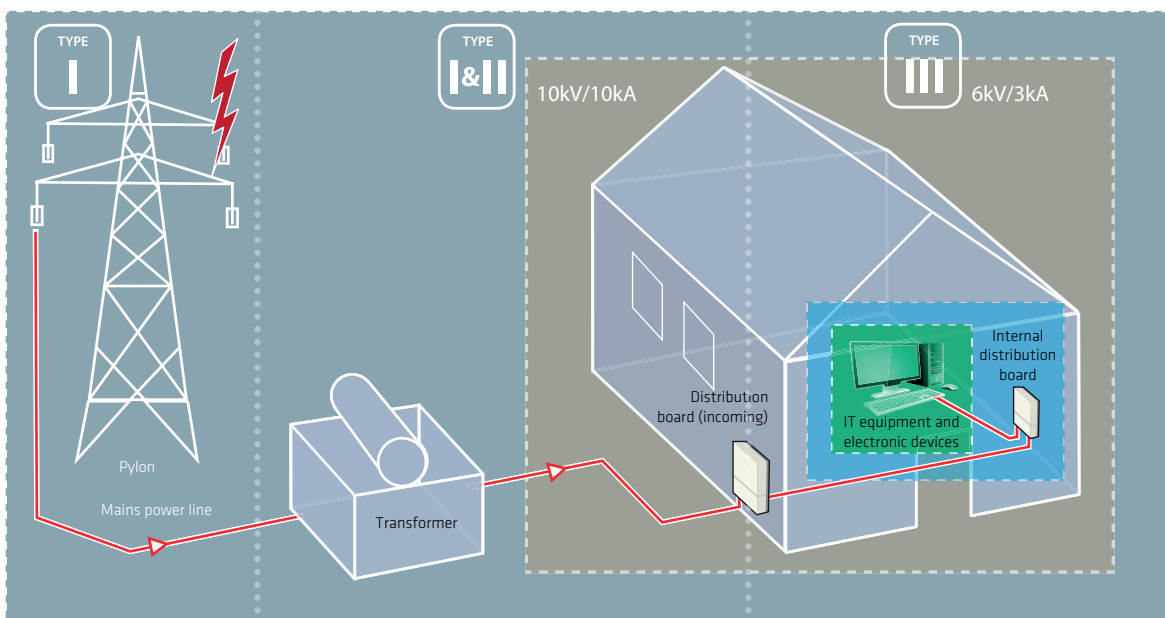 TYPE
I
TYPE
I&II
TYPE
III
10kV/10kA
6kV/3kA
Internal
distribution
board
Distribution
board (incoming)
IT equipment and
electronic devices
Pylon
Mains power line
Transformer